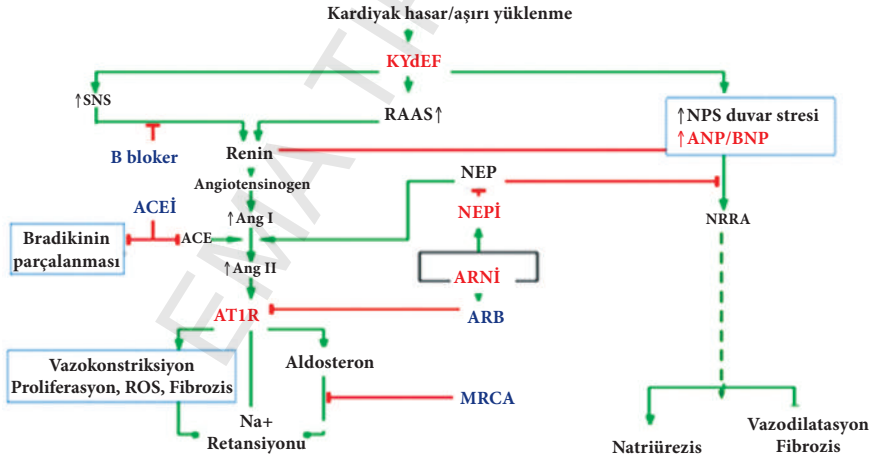 Kardiyak hasar/aşırı yüklenme
KYdEF
↑SNS
RAAS↑
↑NPS duvar stresi
↑ANP/BNP
B bloker
Renin
NEP
Angiotensinogen
NEPİ
NRRA
ACEİ
↑Ang I
Bradikinin
parçalanması
ACE
↑Ang II
ARNİ
AT1R
ARB
Vazokonstriksiyon
Proliferasyon, ROS, Fibrozis
Aldosteron
MRCA
Na+
Retansiyonu
Natriürezis
Vazodilatasyon
Fibrozis
EMA TIP